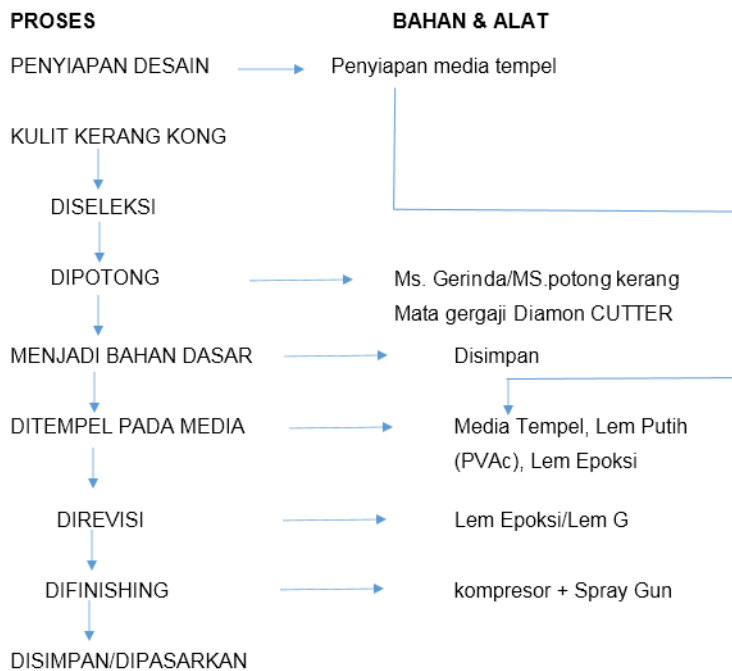 PROSES BAHAN & ALAT
PENYIAPAN DESAIN Penyiapan media tempel
KULIT KERANG KONG
DISELEKSI
DIPOTONG Ms. Gerinda/MS.potong kerang
Mata gergaji Diamon CUTTER
MENJADI BAHAN DASAR Disimpan
DITEMPEL PADA MEDIA Media Tempel, Lem Putih
(PVAc), Lem Epoksi
DIREVISI Lem Epoksi/Lem G
DIFINISHING kompresor + Spray Gun
DISIMPAN/DIPASARKAN